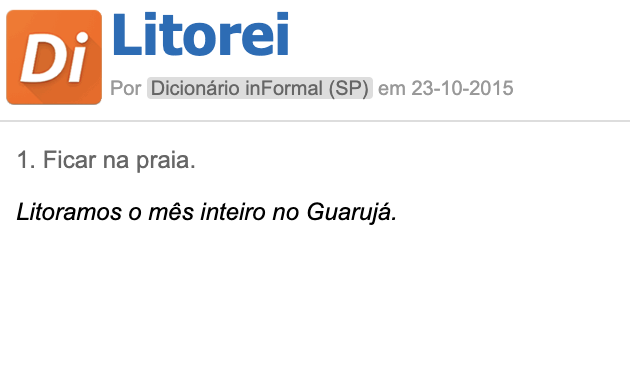 Di
Litorei
Por Dicionário inFormal (SP) em 23-10-2015
1. Ficar na praia.
Litoramos o mês inteiro no Guarujá.